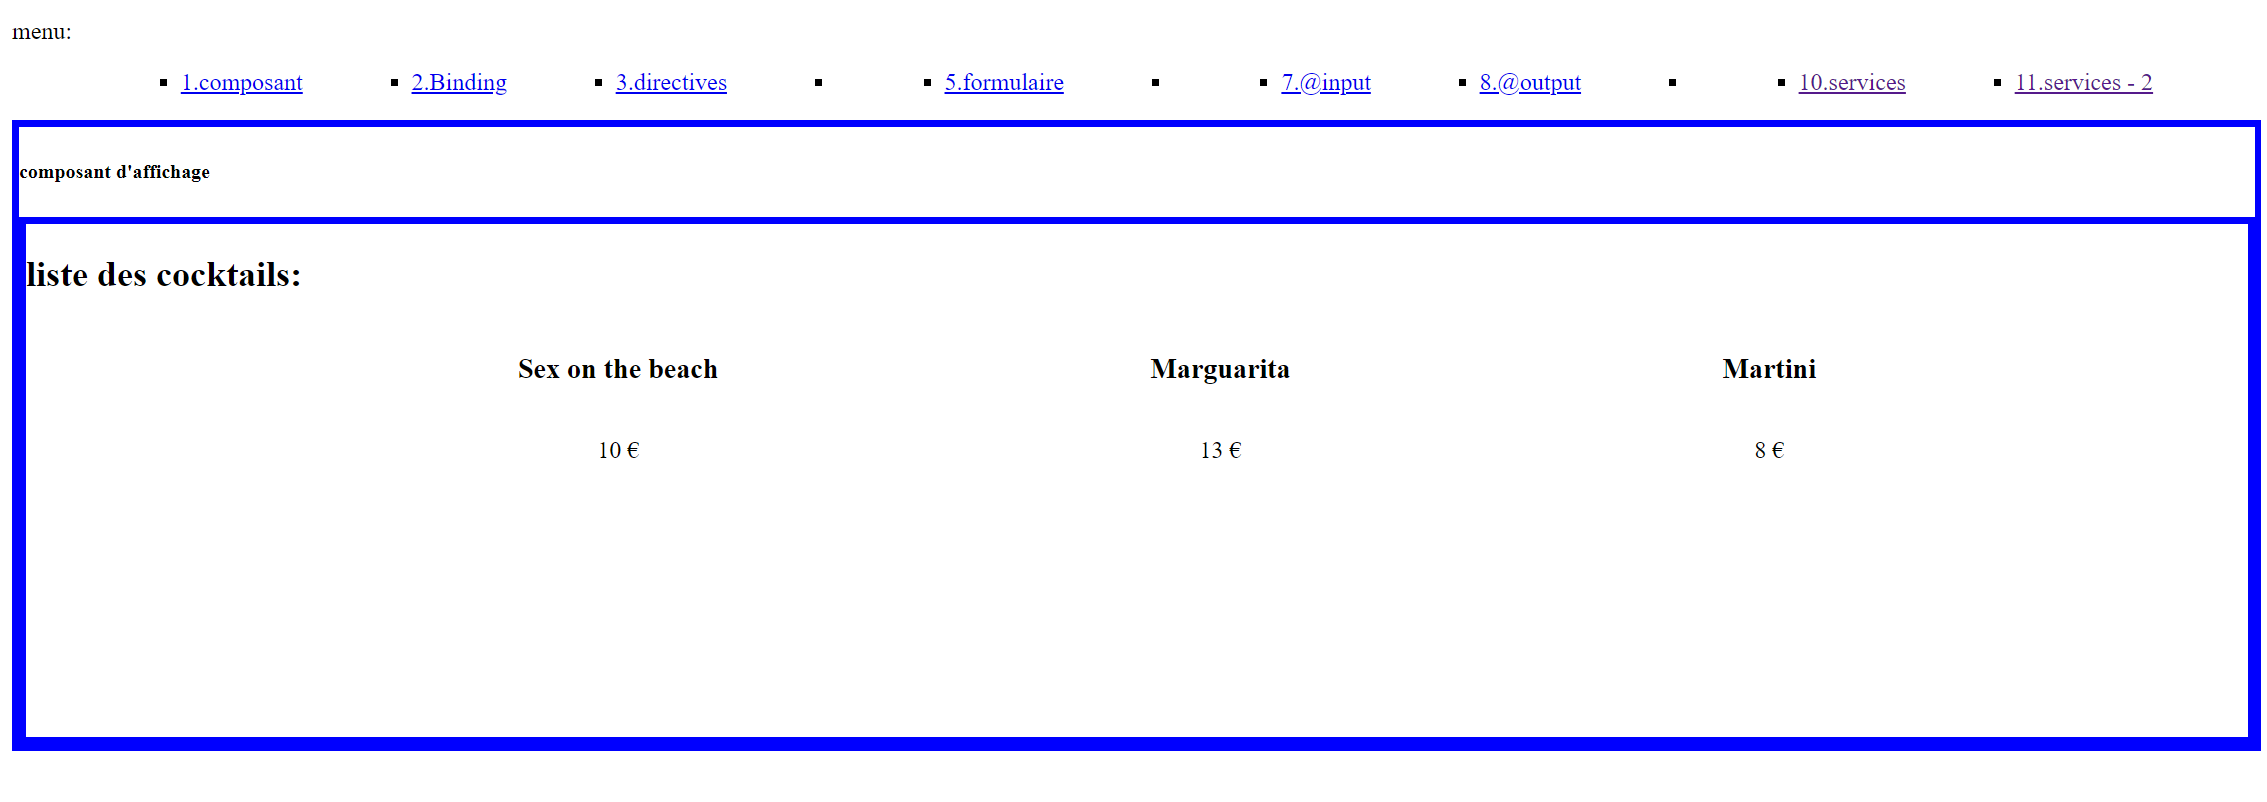 menu:
1.composant 2.Binding 3.directives 5.formulaire 7.@input 8.@output 10.services 11.services - 2
composant d'affichage
liste des cocktails:
Sex on the beach Marguarita Martini
10 € 13 € 8 €